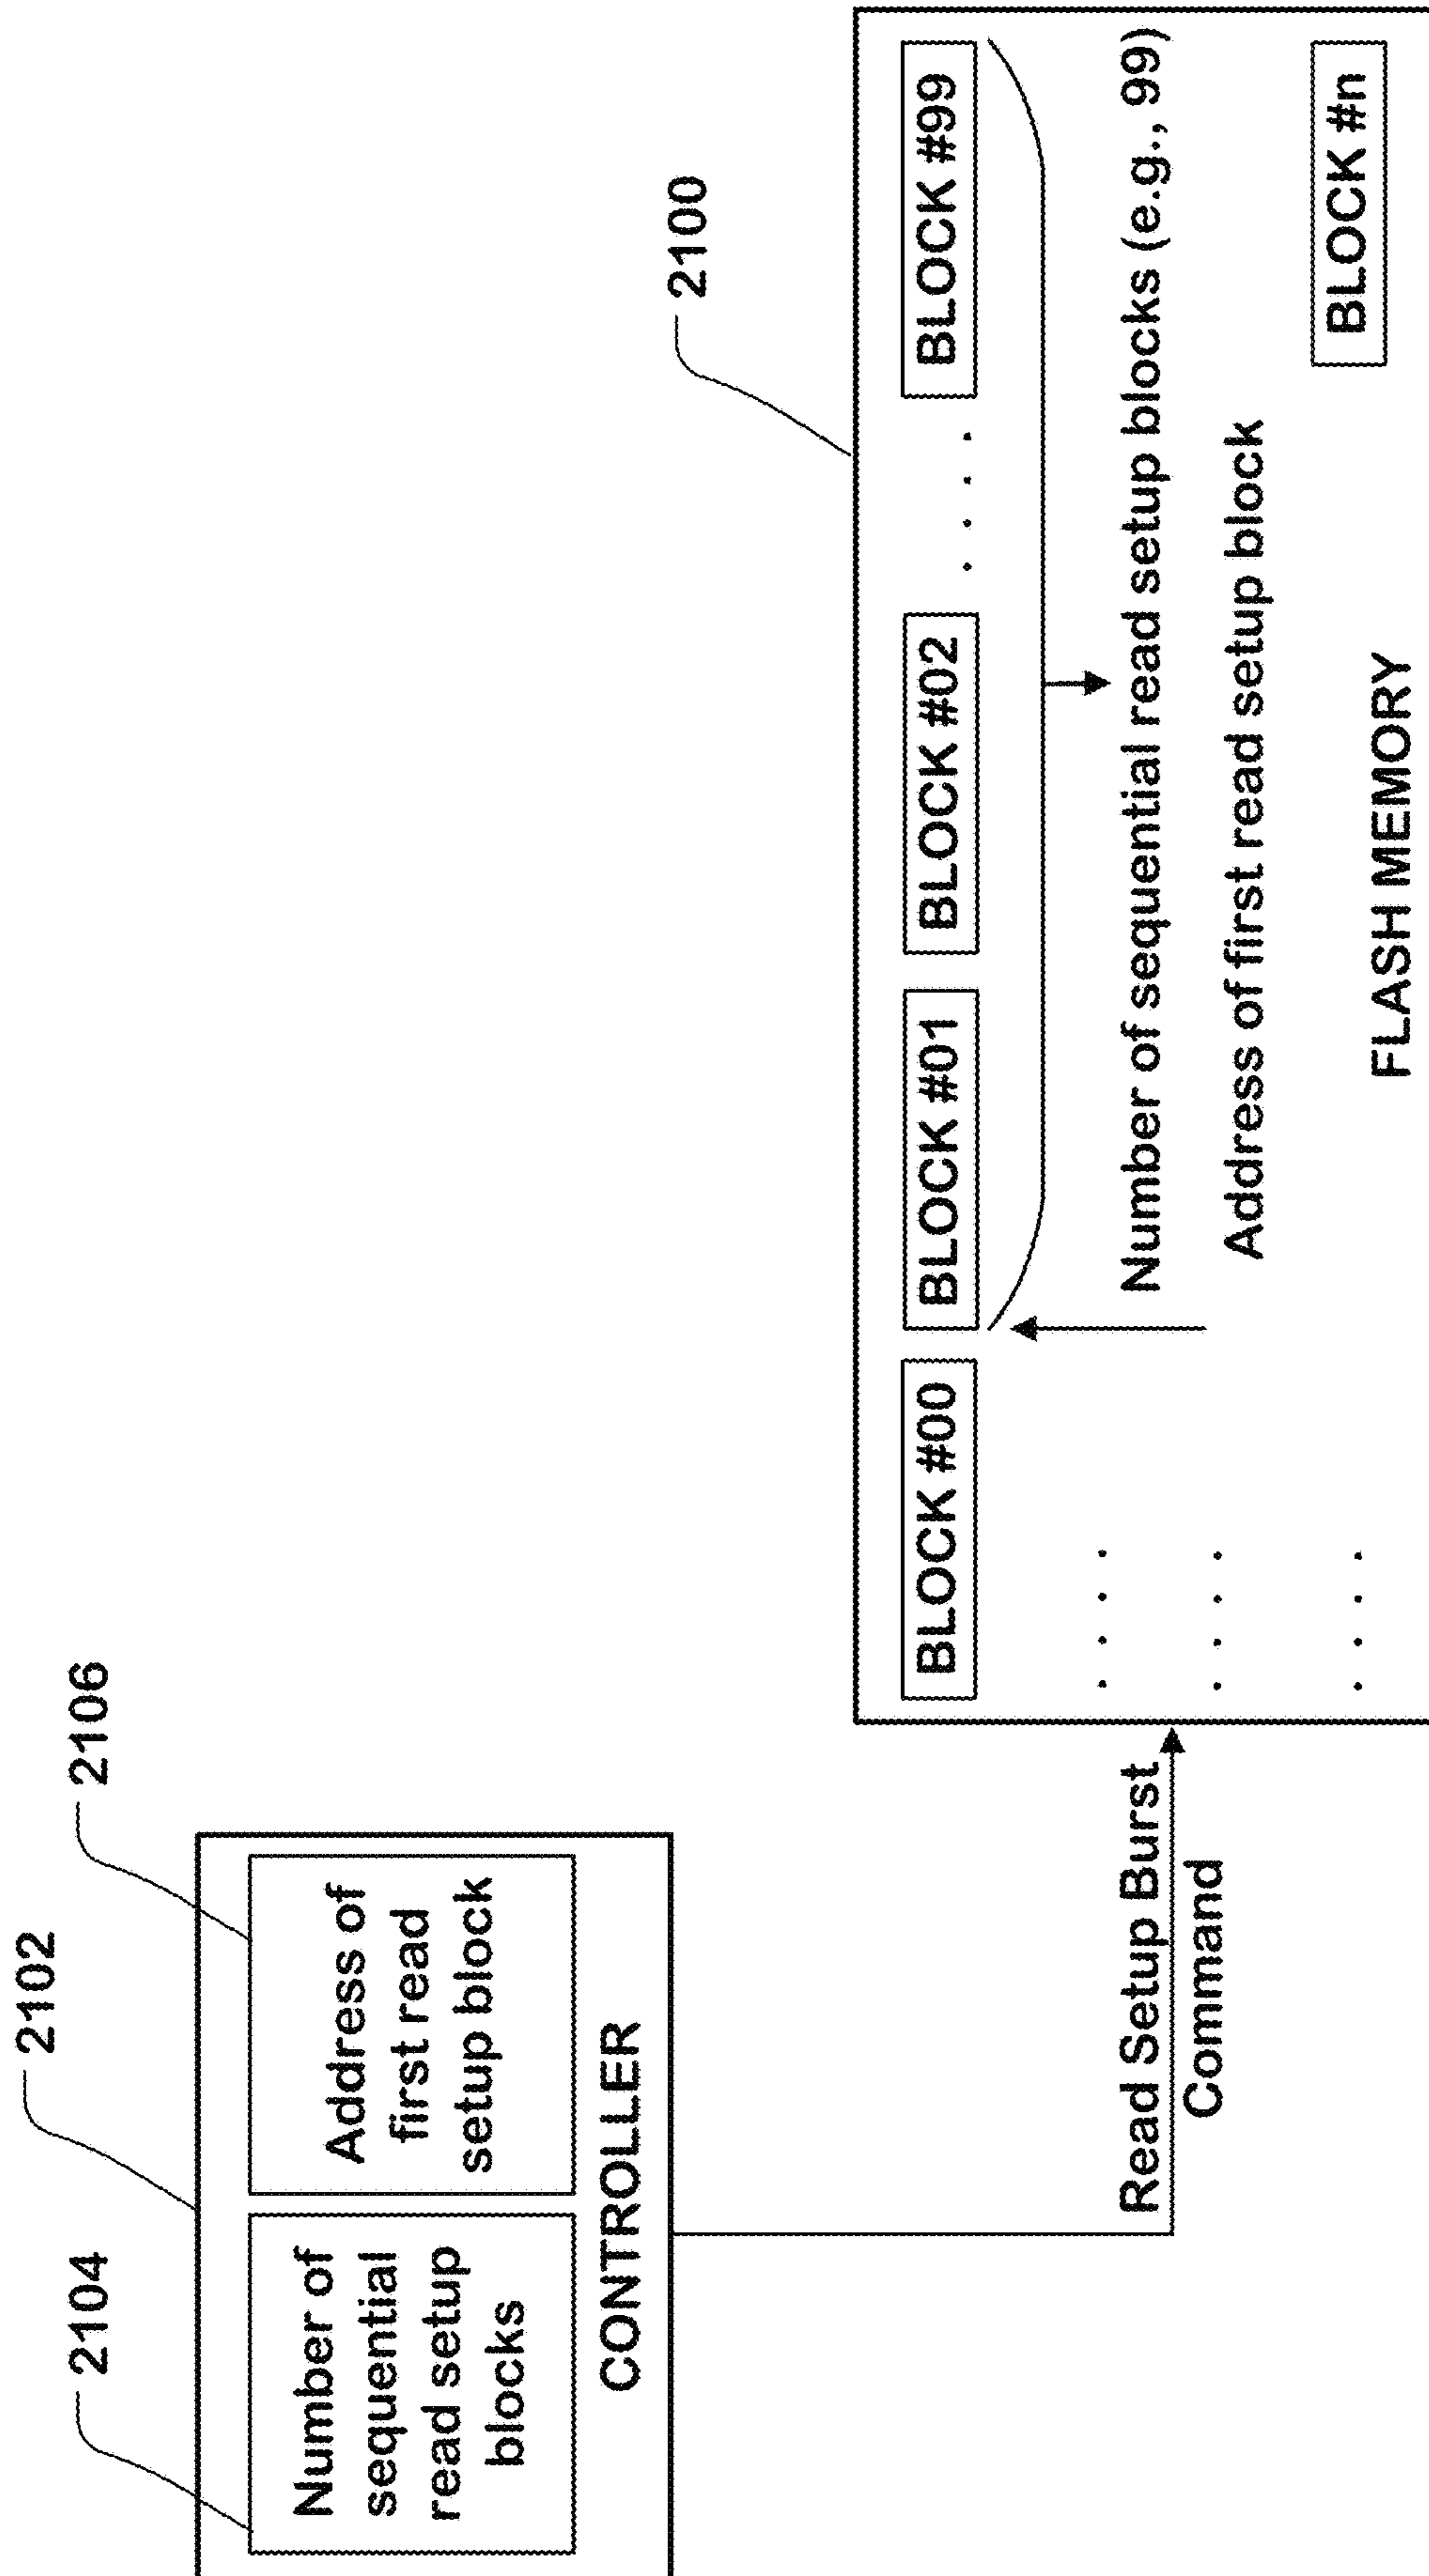 2102
2104
2106
Number of
sequential
read setup
blocks
Address of
first read
setup block
CONTROLLER
2100
BLOCK #00
BLOCK #01
BLOCK #02
. . . .
BLOCK #99
. . . .
Number of sequential read setup blocks (e.g., 99)
Read Setup Burst
Command
. . . .
Address of first read setup block
. . . .
BLOCK #n
FLASH MEMORY